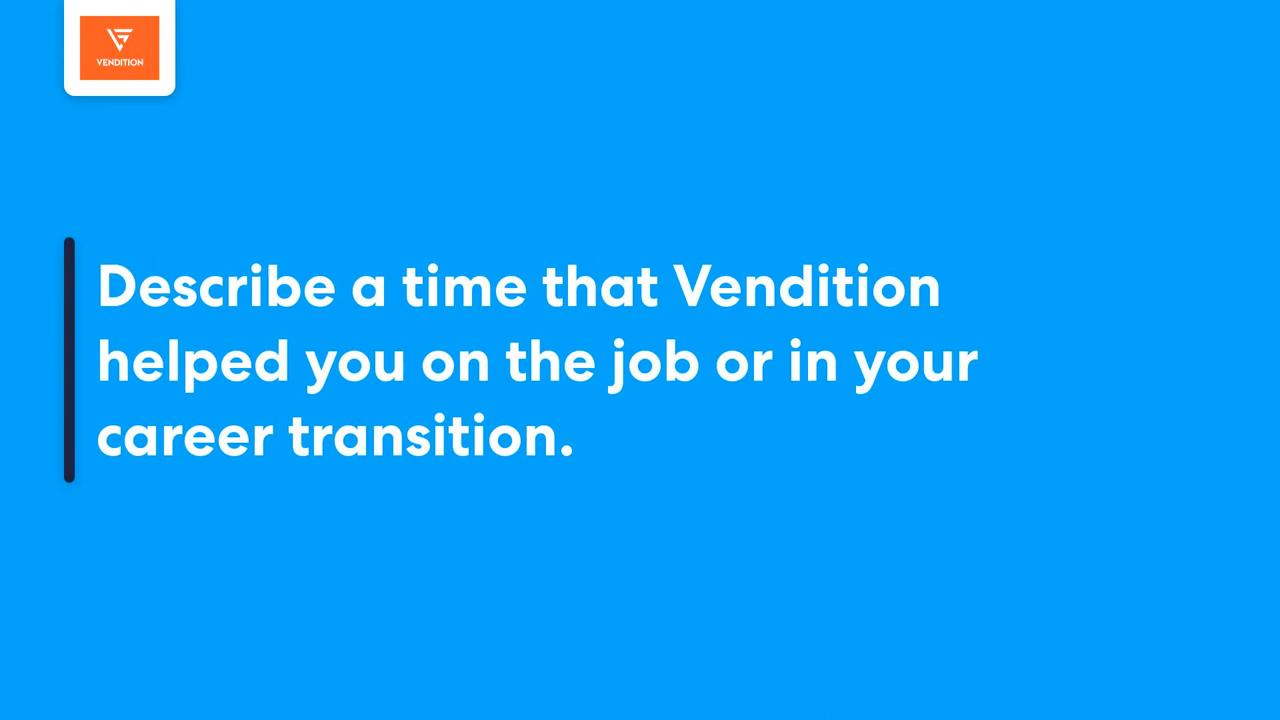 VENDITION
Describe a time that Vendition
helped you on the job or in your
career transition.